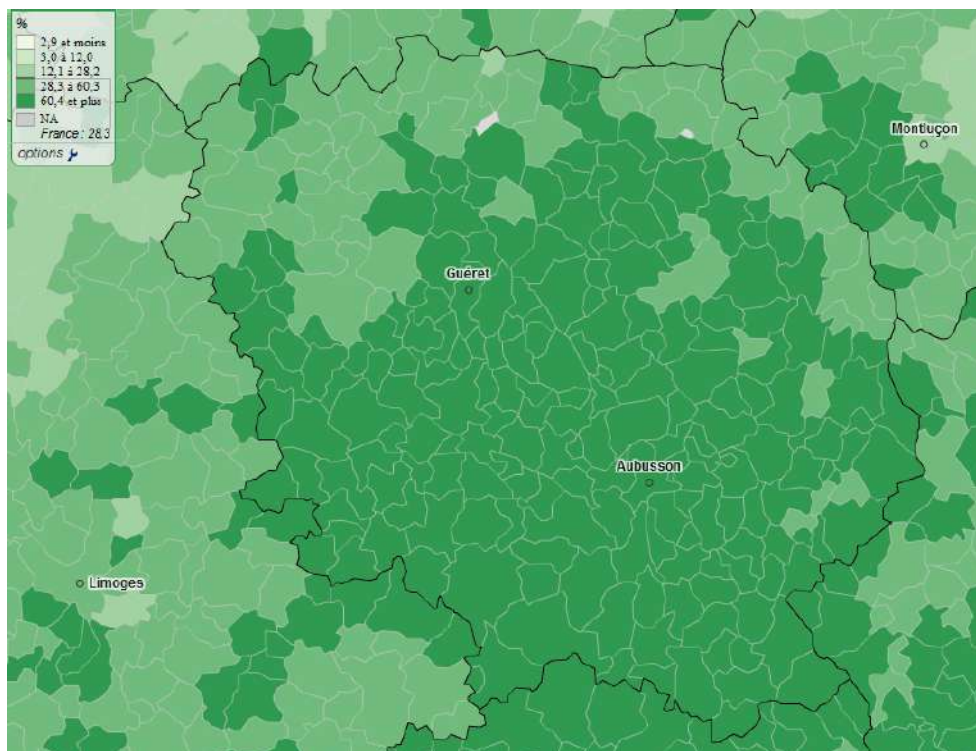 %
2,9 et moins
3,0 à 12,0
12,1 à 28,2
28,3 à 60,3
60,4 et plus
NA
France : 28,3
options
Montluçon
Guéret
Aubusson
Limoges